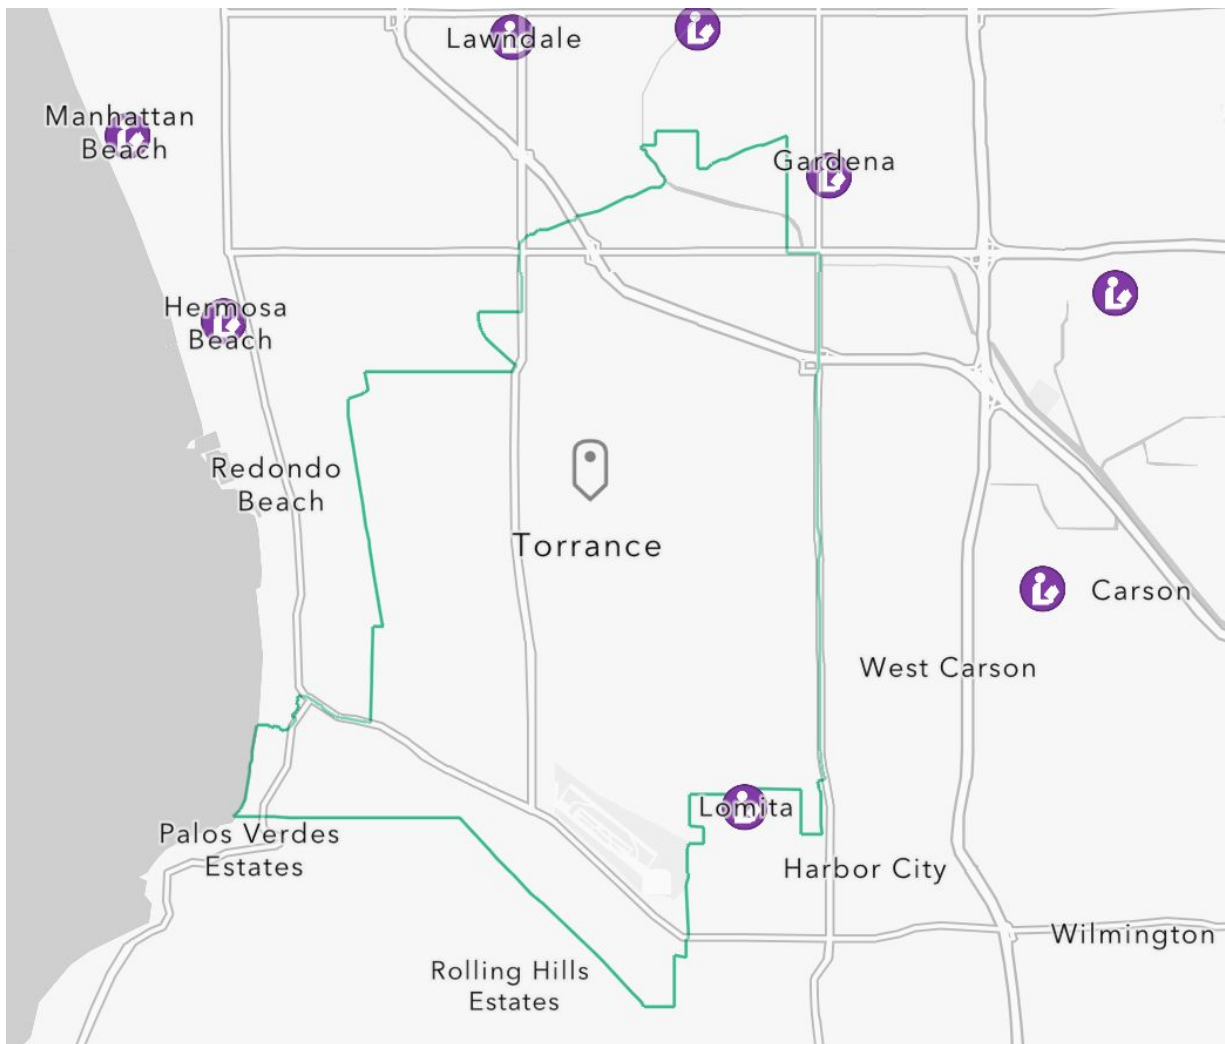 Lawndale
Manhattan
Beach
Gardena
Hermosa
Beach
Redondo
Beach
Torrance
Carson
West Carson
Lomita
Palos Verdes
Estates
Harbor City
Wilmington
Rolling Hills
Estates